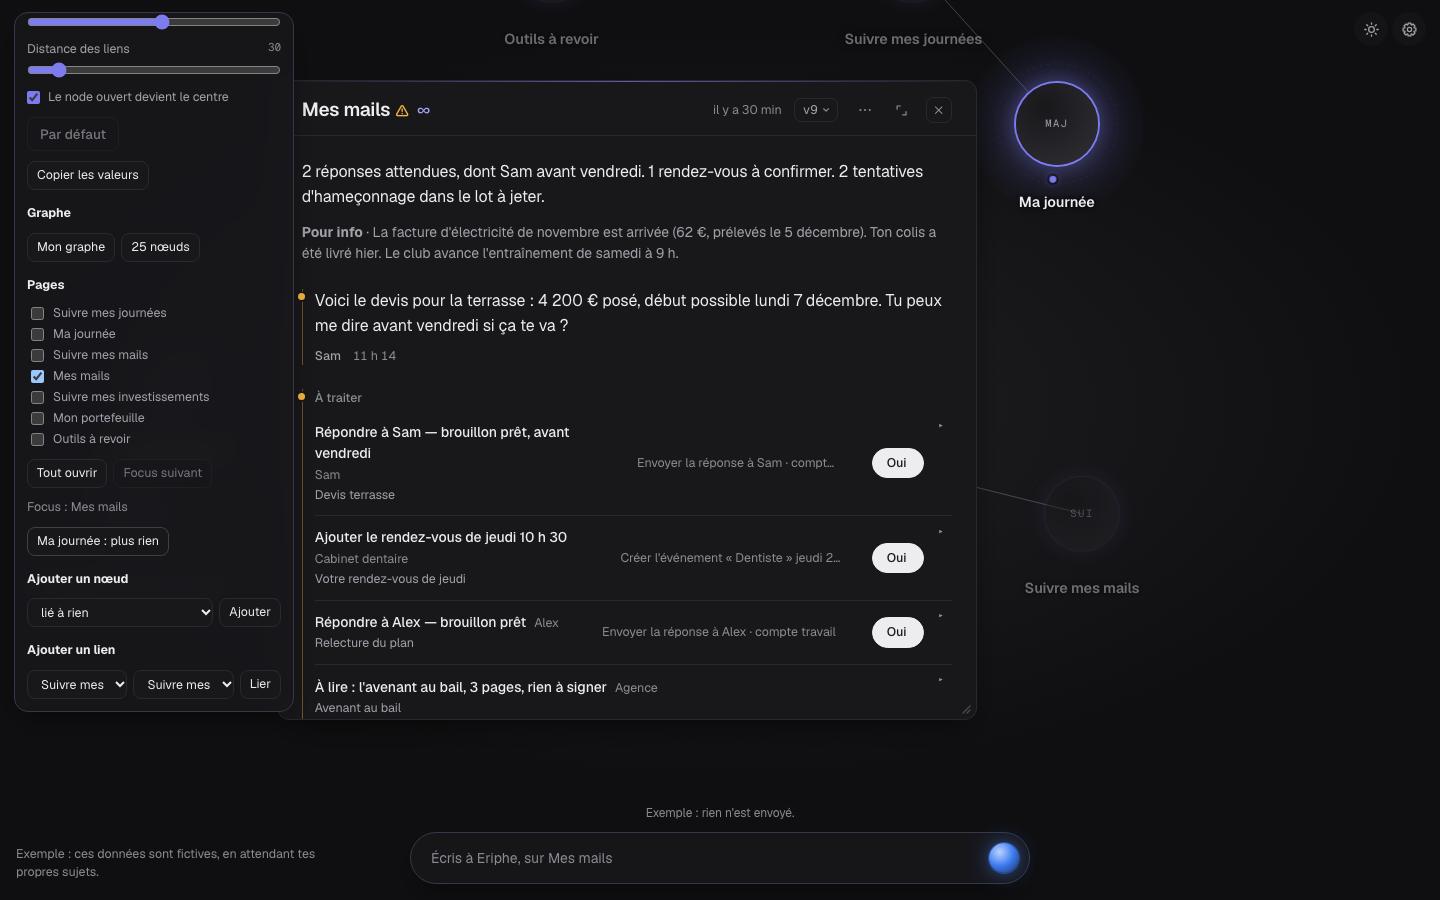 Distance des liens 30
Le node ouvert devient le centre
Par défaut
Copier les valeurs
Graphe
Mon graphe 25 nœuds
Pages
Suivre mes journées
Ma journée
Suivre mes mails
Mes mails
Suivre mes investissements
Mon portefeuille
Outils à revoir
Tout ouvrir Focus suivant
Focus : Mes mails
Ma journée : plus rien
Ajouter un nœud
lié à rien Ajouter
Ajouter un lien
Suivre mes Suivre mes Lier
Outils à revoir
Suivre mes journées
Mes mails il y a 30 min v9
2 réponses attendues, dont Sam avant vendredi. 1 rendez-vous à confirmer. 2 tentatives
d'hameçonnage dans le lot à jeter.
Pour info · La facture d'électricité de novembre est arrivée (62 €, prélevés le 5 décembre). Ton colis a
été livré hier. Le club avance l'entraînement de samedi à 9 h.
Voici le devis pour la terrasse : 4 200 € posé, début possible lundi 7 décembre. Tu peux
me dire avant vendredi si ça te va ?
Sam 11 h 14
À traiter
Répondre à Sam — brouillon prêt, avant
vendredi
Sam
Devis terrasse
Envoyer la réponse à Sam · compt… Oui
Ajouter le rendez-vous de jeudi 10 h 30
Cabinet dentaire
Votre rendez-vous de jeudi
Créer l'événement « Dentiste » jeudi 2… Oui
Répondre à Alex — brouillon prêt Alex
Relecture du plan
Envoyer la réponse à Alex · compte travail Oui
À lire : l'avenant au bail, 3 pages, rien à signer Agence
Avenant au bail
MAJ
Ma journée
SUI
Suivre mes mails
Exemple : rien n'est envoyé.
Écris à Eriphe, sur Mes mails
Exemple : ces données sont fictives, en attendant tes
propres sujets.